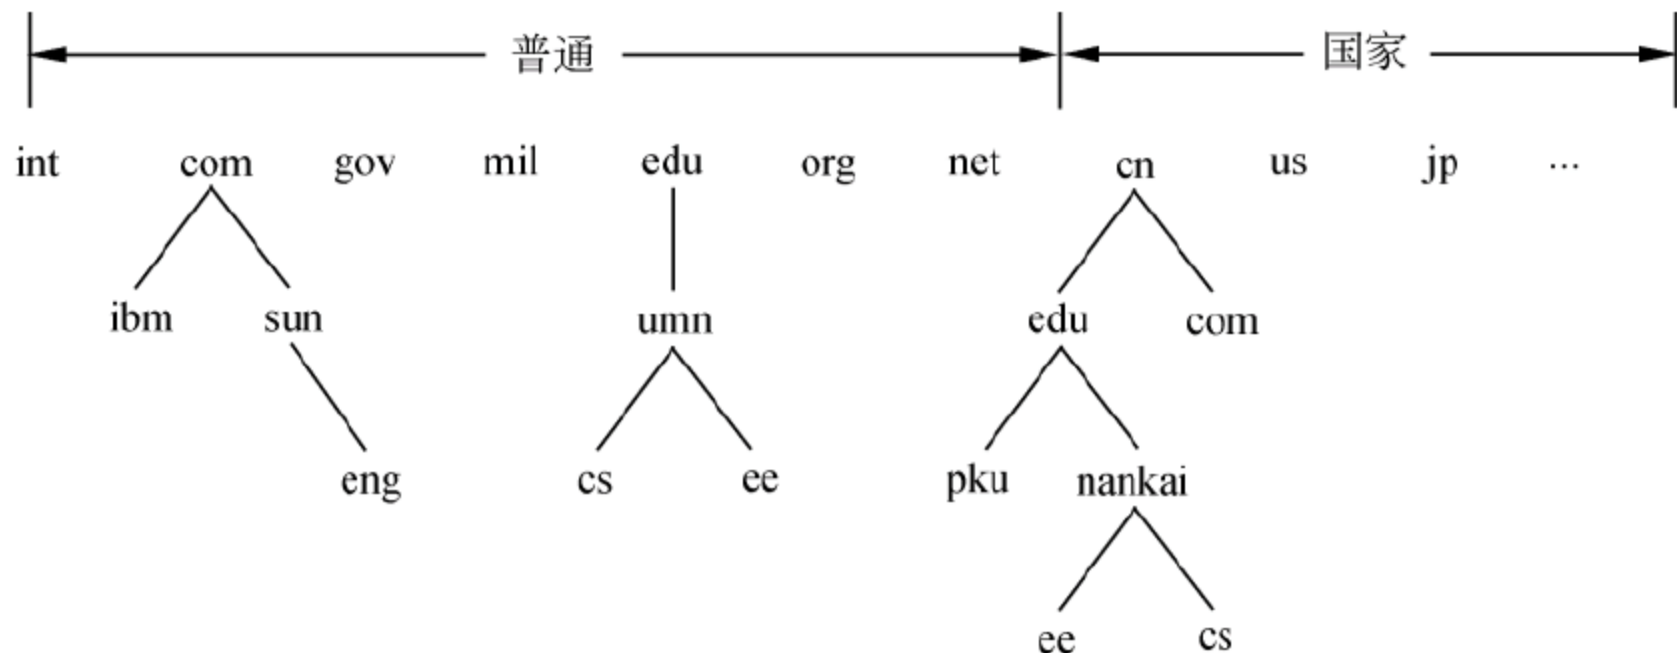 普通 国家
int com gov mil edu org net cn us jp ...
ibm sun umn edu com
eng cs ee pku nankai
ee cs